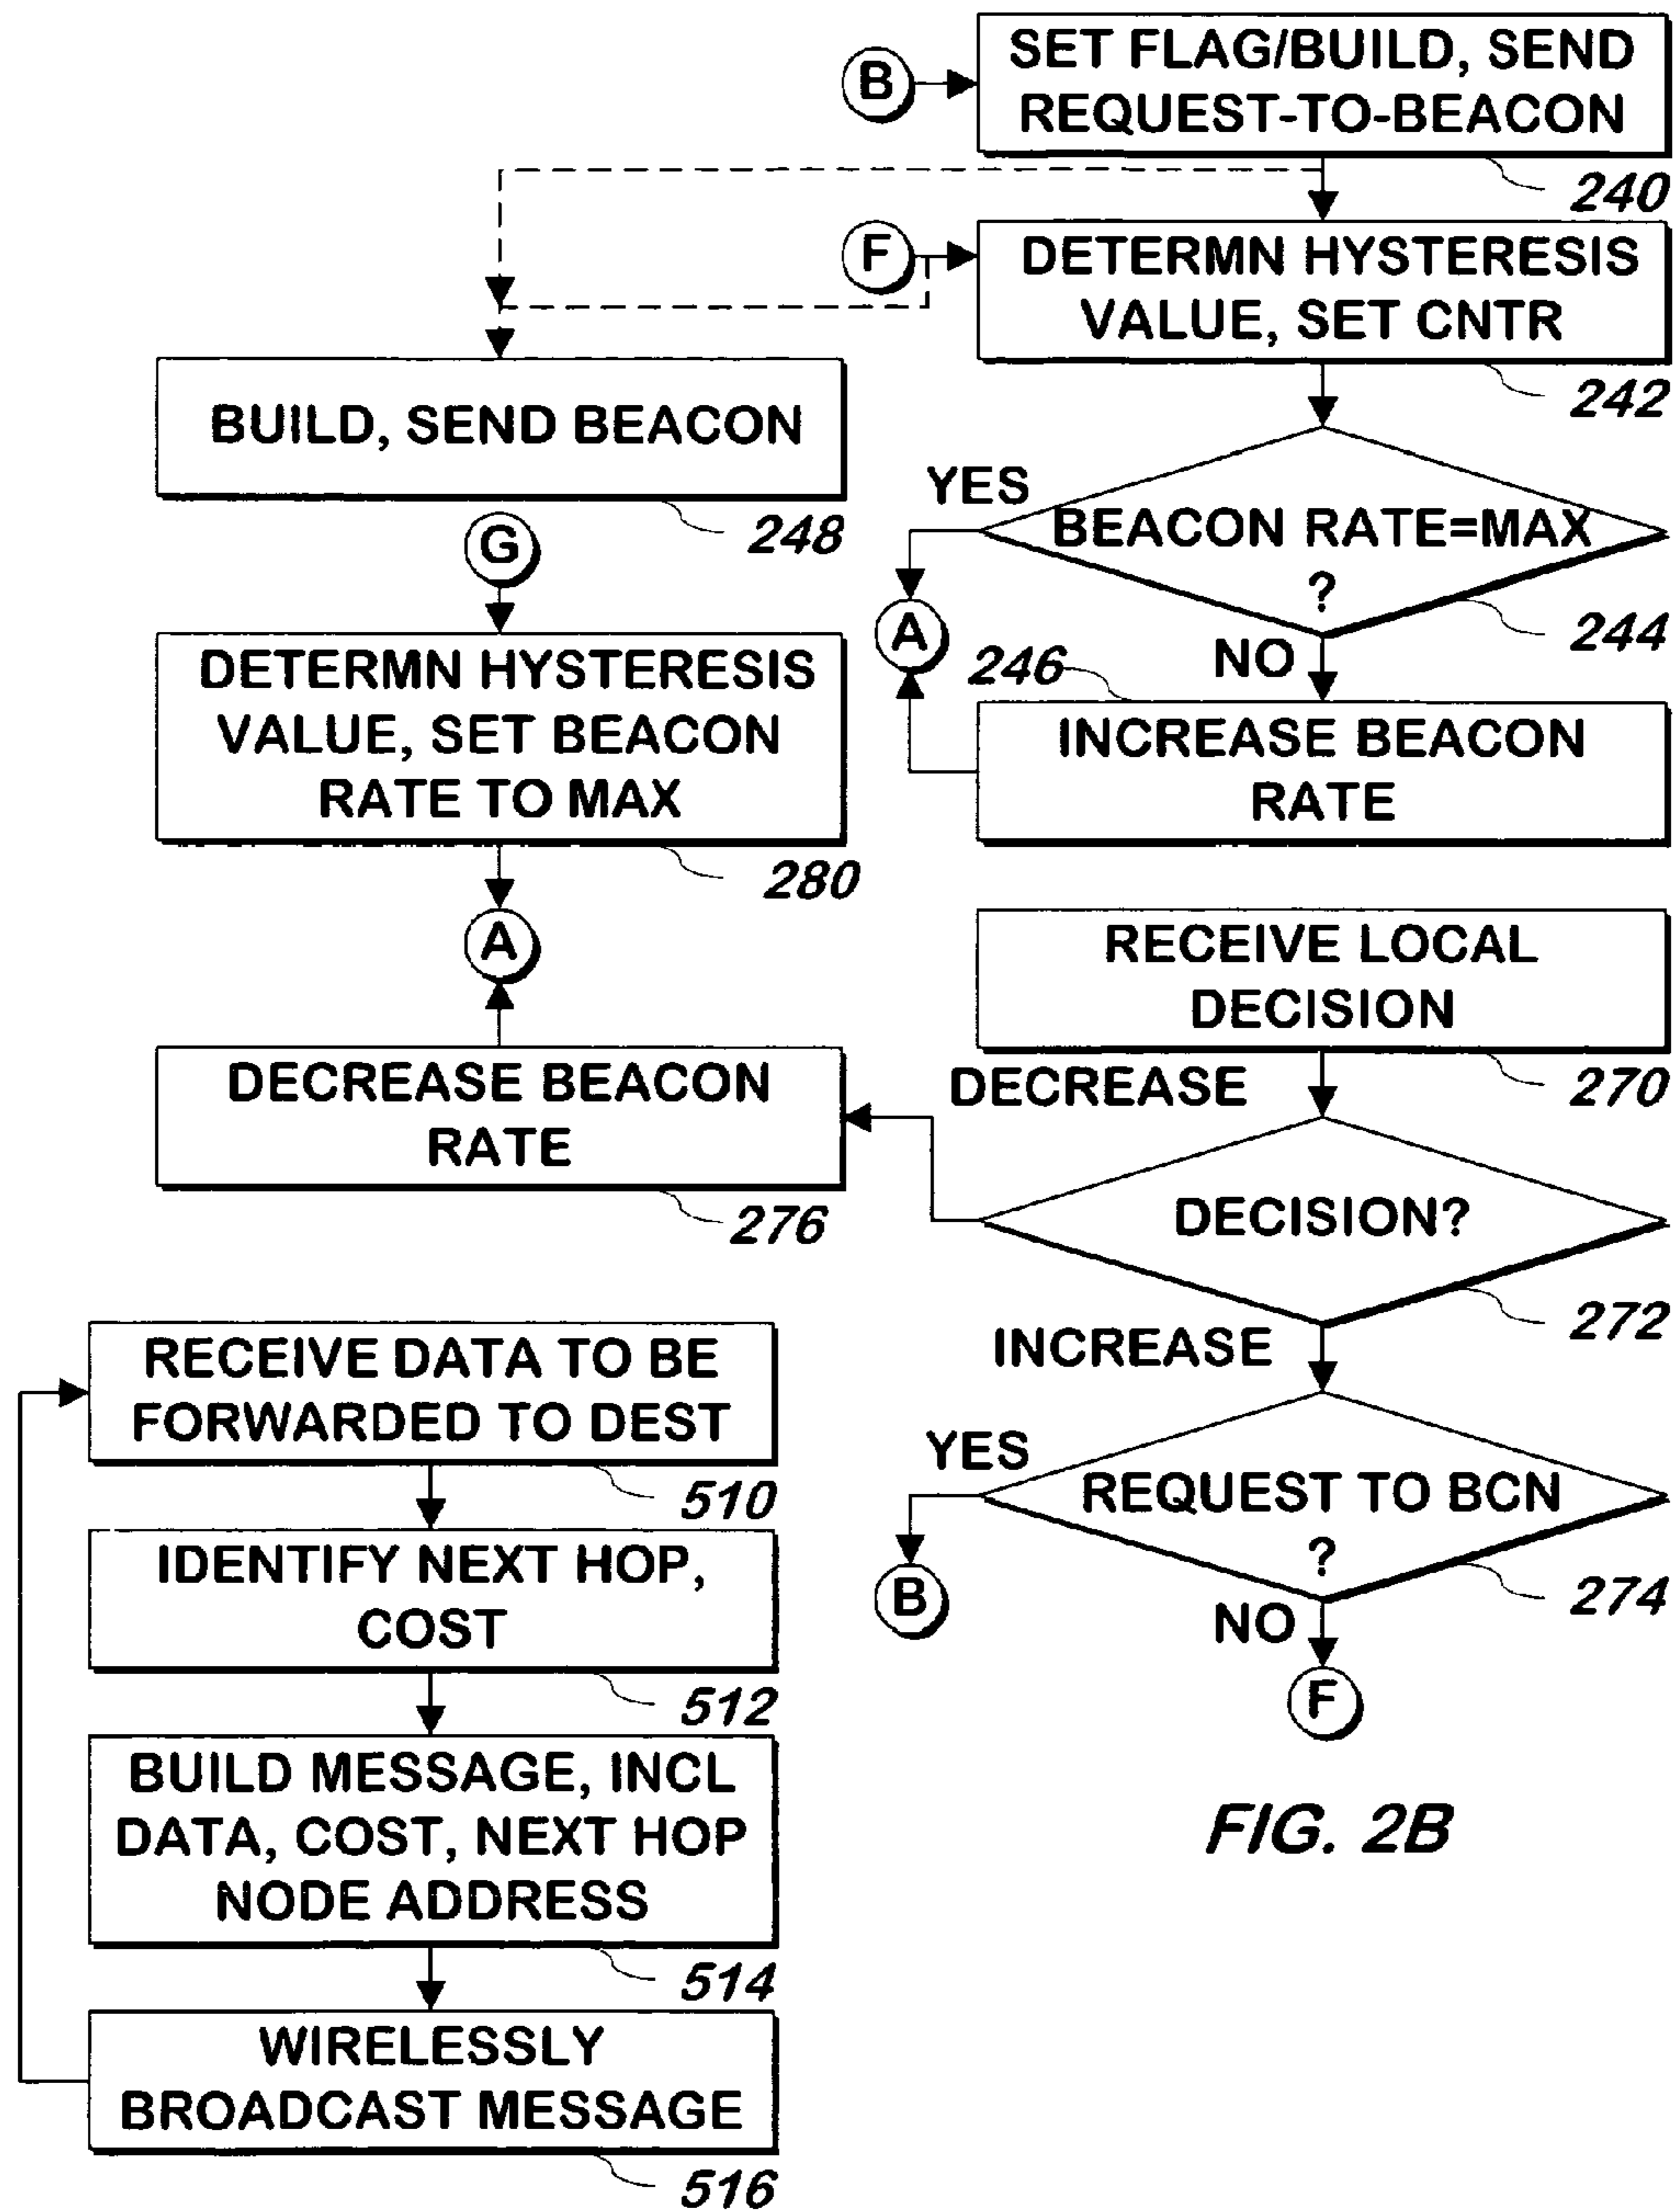 B
SET FLAG/BUILD, SEND
REQUEST-TO-BEACON
240
F
DETERMN HYSTERESIS
VALUE, SET CNTR
242
BUILD, SEND BEACON
248
YES
BEACON RATE=MAX
?
244
NO
A
246
INCREASE BEACON
RATE
G
DETERMN HYSTERESIS
VALUE, SET BEACON
RATE TO MAX
280
A
RECEIVE LOCAL
DECISION
270
DECREASE BEACON
RATE
276
DECREASE
DECISION?
272
INCREASE
YES
REQUEST TO BCN
?
274
B
NO
F
RECEIVE DATA TO BE
FORWARDED TO DEST
510
IDENTIFY NEXT HOP,
COST
512
BUILD MESSAGE, INCL
DATA, COST, NEXT HOP
NODE ADDRESS
514
WIRELESSLY
BROADCAST MESSAGE
516
FIG. 2B